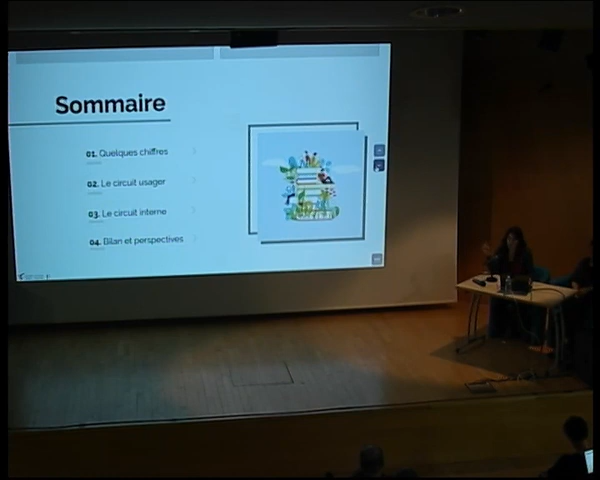 Sommaire
01. Quelques chiffres
02. Le circuit usager
03. Le circuit interne
04. Bilan et perspectives